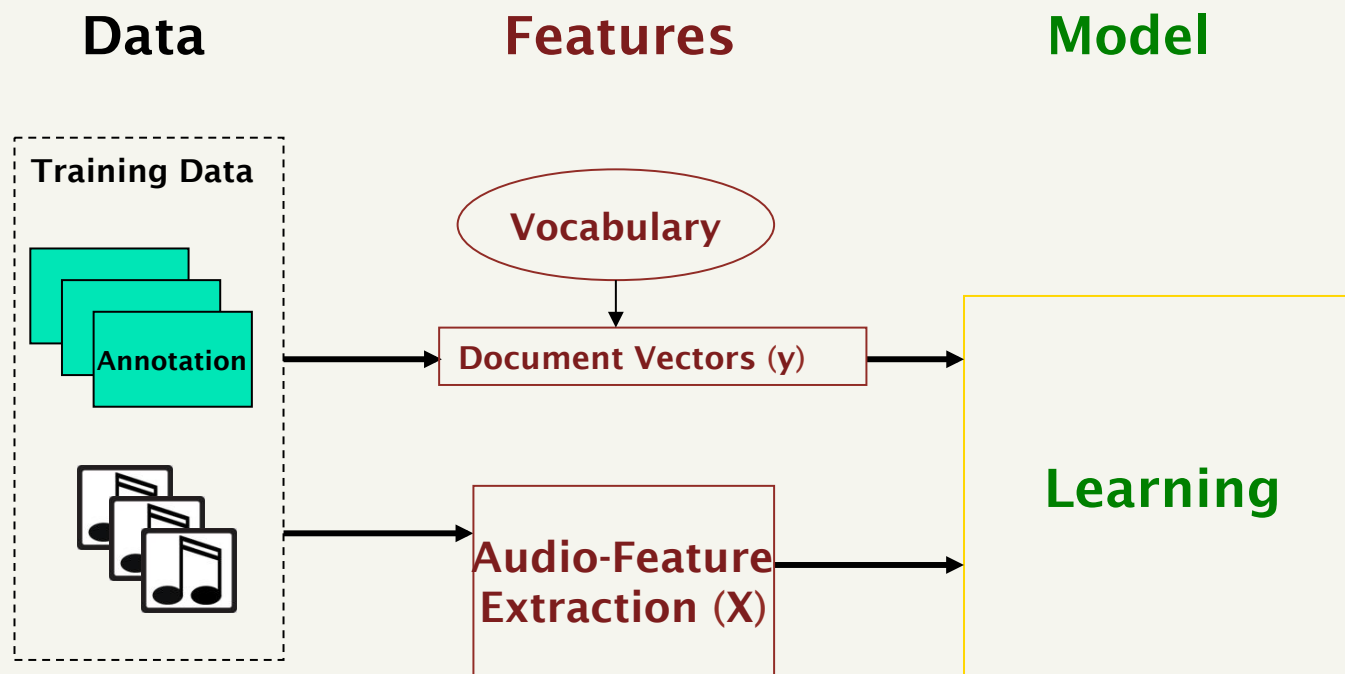 Data
Features
Model
Training Data
Vocabulary
Annotation
Document Vectors (y)
Learning
Audio-Feature
Extraction (X)